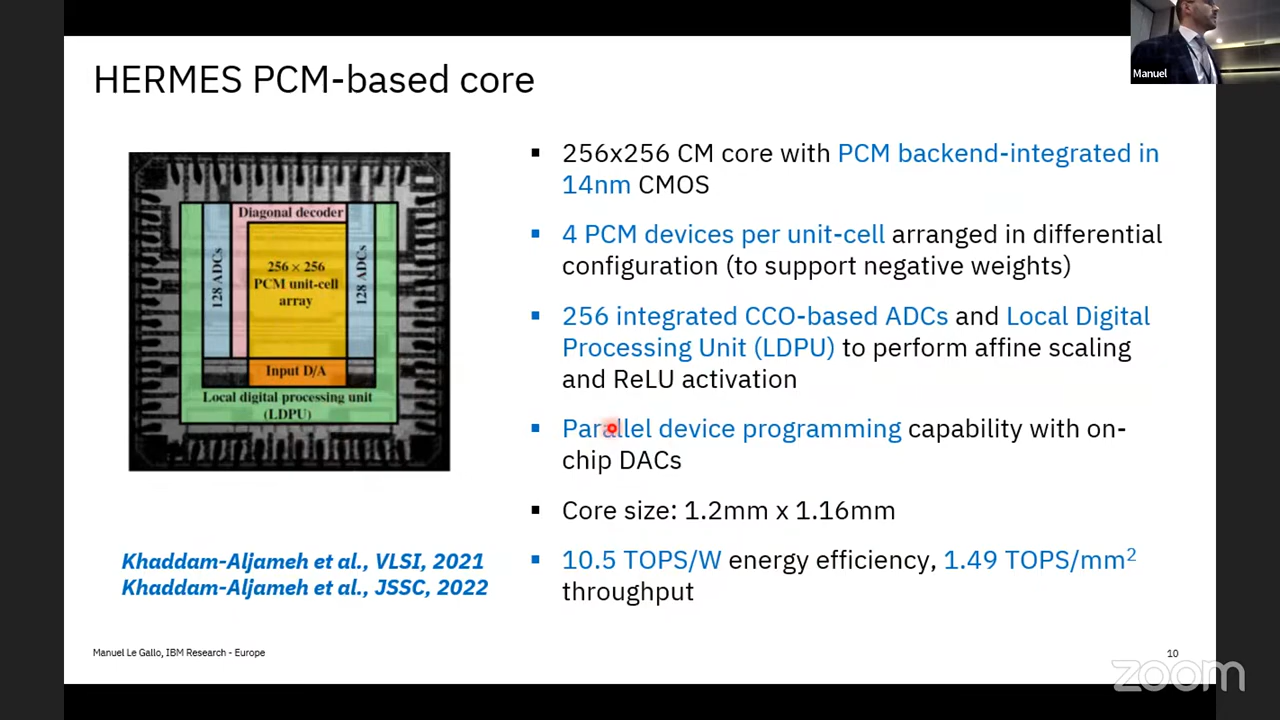 HERMES PCM-based core
Manuel
Diagonal decoder
128 ADCs
256 × 256
PCM unit-cell
array
128 ADCs
Input D/A
Local digital processing unit
(LDPU)
▪ 256x256 CM core with PCM backend-integrated in
14nm CMOS
▪ 4 PCM devices per unit-cell arranged in differential
configuration (to support negative weights)
▪ 256 integrated CCO-based ADCs and Local Digital
Processing Unit (LDPU) to perform affine scaling
and ReLU activation
▪ Parallel device programming capability with on-
chip DACs
▪ Core size: 1.2mm x 1.16mm
▪ 10.5 TOPS/W energy efficiency, 1.49 TOPS/mm²
throughput
Khaddam-Aljameh et al., VLSI, 2021
Khaddam-Aljameh et al., JSSC, 2022
Manuel Le Gallo, IBM Research - Europe
10
zoom